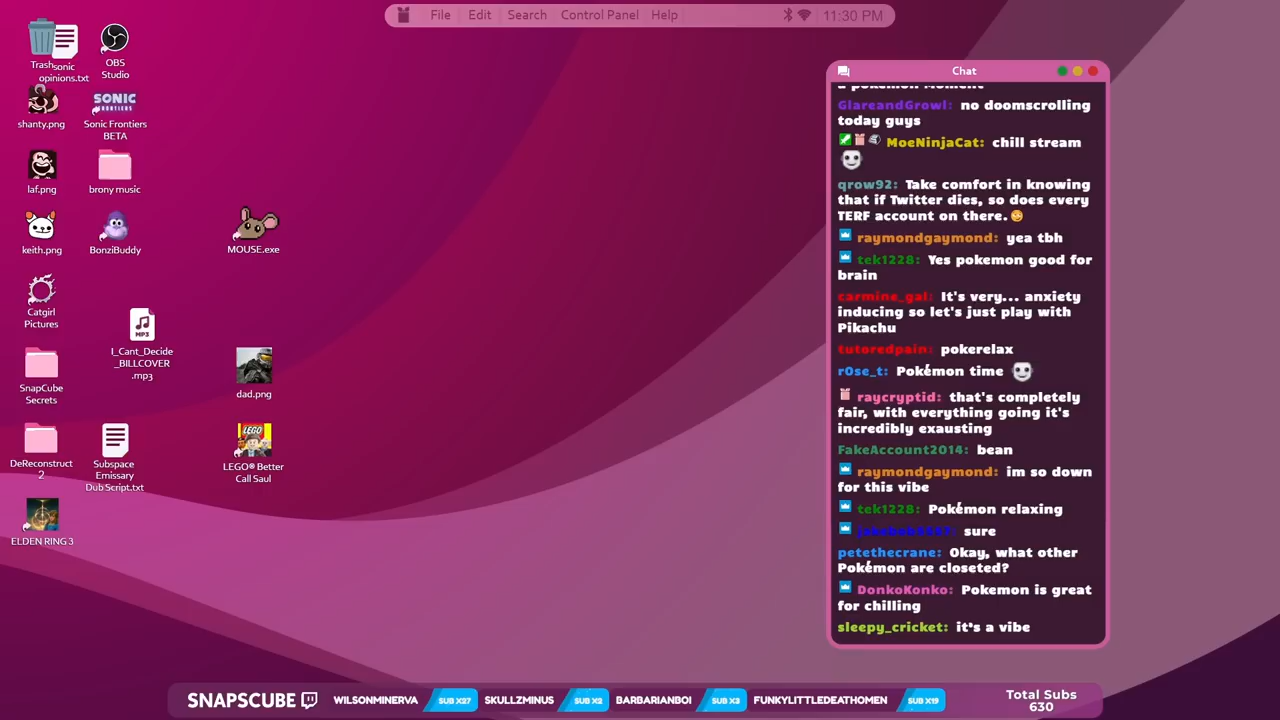 File Edit Search Control Panel Help 11:30 PM
Trash
sonic
opinions.txt
OBS
Studio
shanty.png
SONIC
FRONTIERS
Sonic Frontiers
BETA
laf.png
brony music
keith.png
BonziBuddy
MOUSE.exe
Catgirl
Pictures
MP3
I_Cant_Decide
_BILLCOVER
.mp3
dad.png
SnapCube
Secrets
DeReconstruct
2
Subspace
Emissary
Dub Script.txt
LEGO
LEGO® Better
Call Saul
ELDEN RING 3
Chat
a pokemon Moment
GlareandGrowl: no doomscrolling
today guys
MoeNinjaCat: chill stream
qrow92: Take comfort in knowing
that if Twitter dies, so does every
TERF account on there.
raymondgaymond: yea tbh
tek1228: Yes pokemon good for
brain
carmine_gal: It's very... anxiety
inducing so let's just play with
Pikachu
tutoredpain: pokerelax
r0se_t: Pokémon time
raycryptid: that's completely
fair, with everything going it's
incredibly exausting
FakeAccount2014: bean
raymondgaymond: im so down
for this vibe
tek1228: Pokémon relaxing
sure
petethecrane: Okay, what other
Pokémon are closeted?
DonkoKonko: Pokemon is great
for chilling
sleepy_cricket: it's a vibe
SNAPSCUBE WILSONMINERVA SUB X27 SKULLZMINUS SUB X2 BARBARIANBOI SUB X3 FUNKYLITTLEDEATHOMEN SUB X19
Total Subs
630